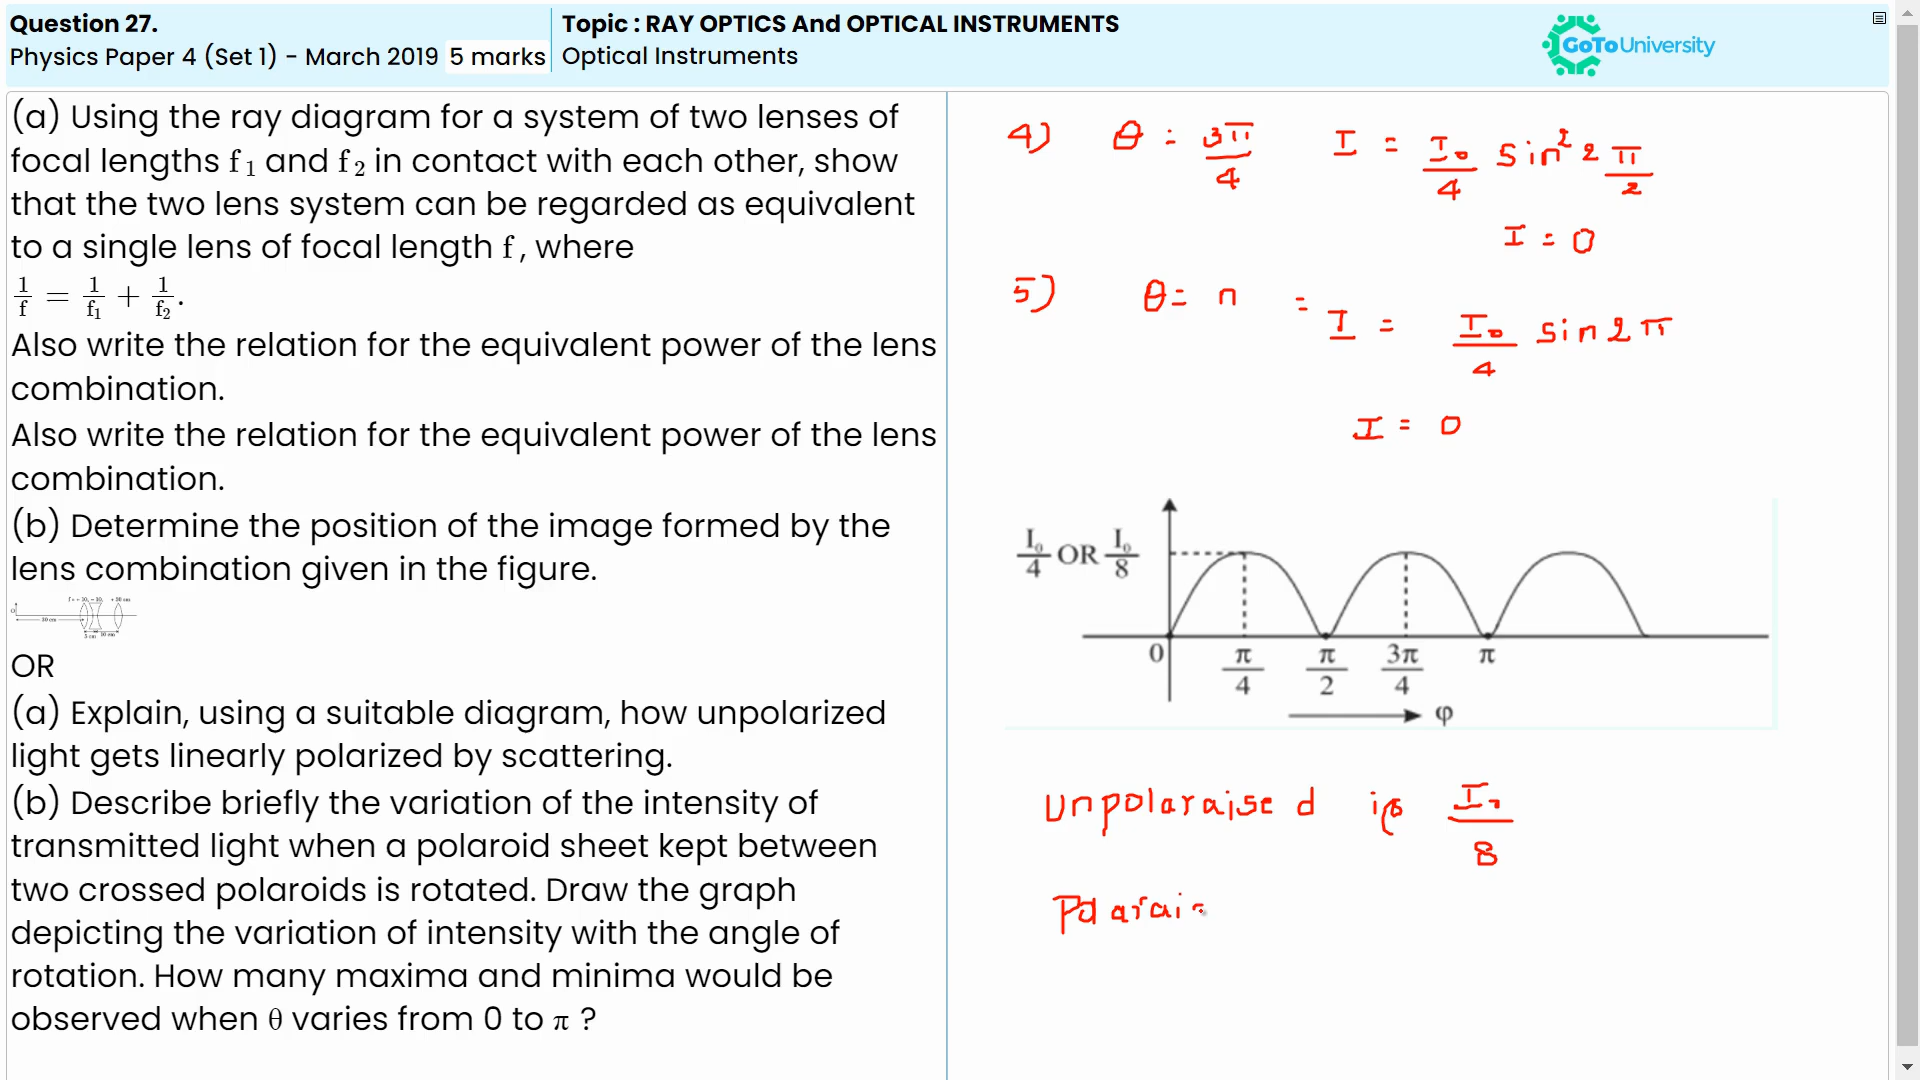 Question 27.
Physics Paper 4 (Set 1) - March 2019 5 marks
Topic : RAY OPTICS And OPTICAL INSTRUMENTS
Optical Instruments
GoToUniversity
(a) Using the ray diagram for a system of two lenses of
focal lengths f₁ and f₂ in contact with each other, show
that the two lens system can be regarded as equivalent
to a single lens of focal length f, where
1/f = 1/f₁ + 1/f₂.
Also write the relation for the equivalent power of the lens
combination.
Also write the relation for the equivalent power of the lens
combination.
(b) Determine the position of the image formed by the
lens combination given in the figure.
30 cm
5 cm 10 cm
OR
(a) Explain, using a suitable diagram, how unpolarized
light gets linearly polarized by scattering.
(b) Describe briefly the variation of the intensity of
transmitted light when a polaroid sheet kept between
two crossed polaroids is rotated. Draw the graph
depicting the variation of intensity with the angle of
rotation. How many maxima and minima would be
observed when θ varies from 0 to π ?
4) θ = 3π/4 I = I₀/4 sin² 2 π/2
I = 0
5) θ = π = I = I₀/4 sin 2π
I = 0
I₀/4 OR I₀/8
0 π/4 π/2 3π/4 π
φ
Unpolaraised is I₀/8
Polarais